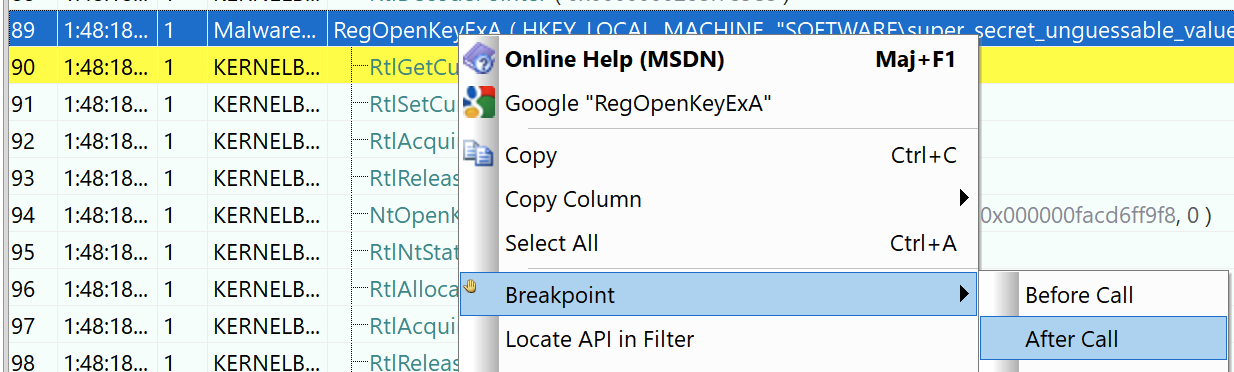 89 1:48:18... 1 Malware... RegOpenKeyExA ( HKEY_LOCAL_MACHINE, "SOFTWARE\super_secret_unguessable_value
90 1:48:18... 1 KERNELB... RtlGetCu
91 1:48:18... 1 KERNELB... RtlSetCu
92 1:48:18... 1 KERNELB... RtlAcqui
93 1:48:18... 1 KERNELB... RtlReleas
94 1:48:18... 1 KERNELB... NtOpenK 0x000000facd6ff9f8, 0 )
95 1:48:18... 1 KERNELB... RtlNtStat
96 1:48:18... 1 KERNELB... RtlAlloca
97 1:48:18... 1 KERNELB... RtlAcqui
98 1:48:18... 1 KERNELB... RtlReleas
Online Help (MSDN) Maj+F1
Google "RegOpenKeyExA"
Copy Ctrl+C
Copy Column
Select All Ctrl+A
Breakpoint
Locate API in Filter
Before Call
After Call